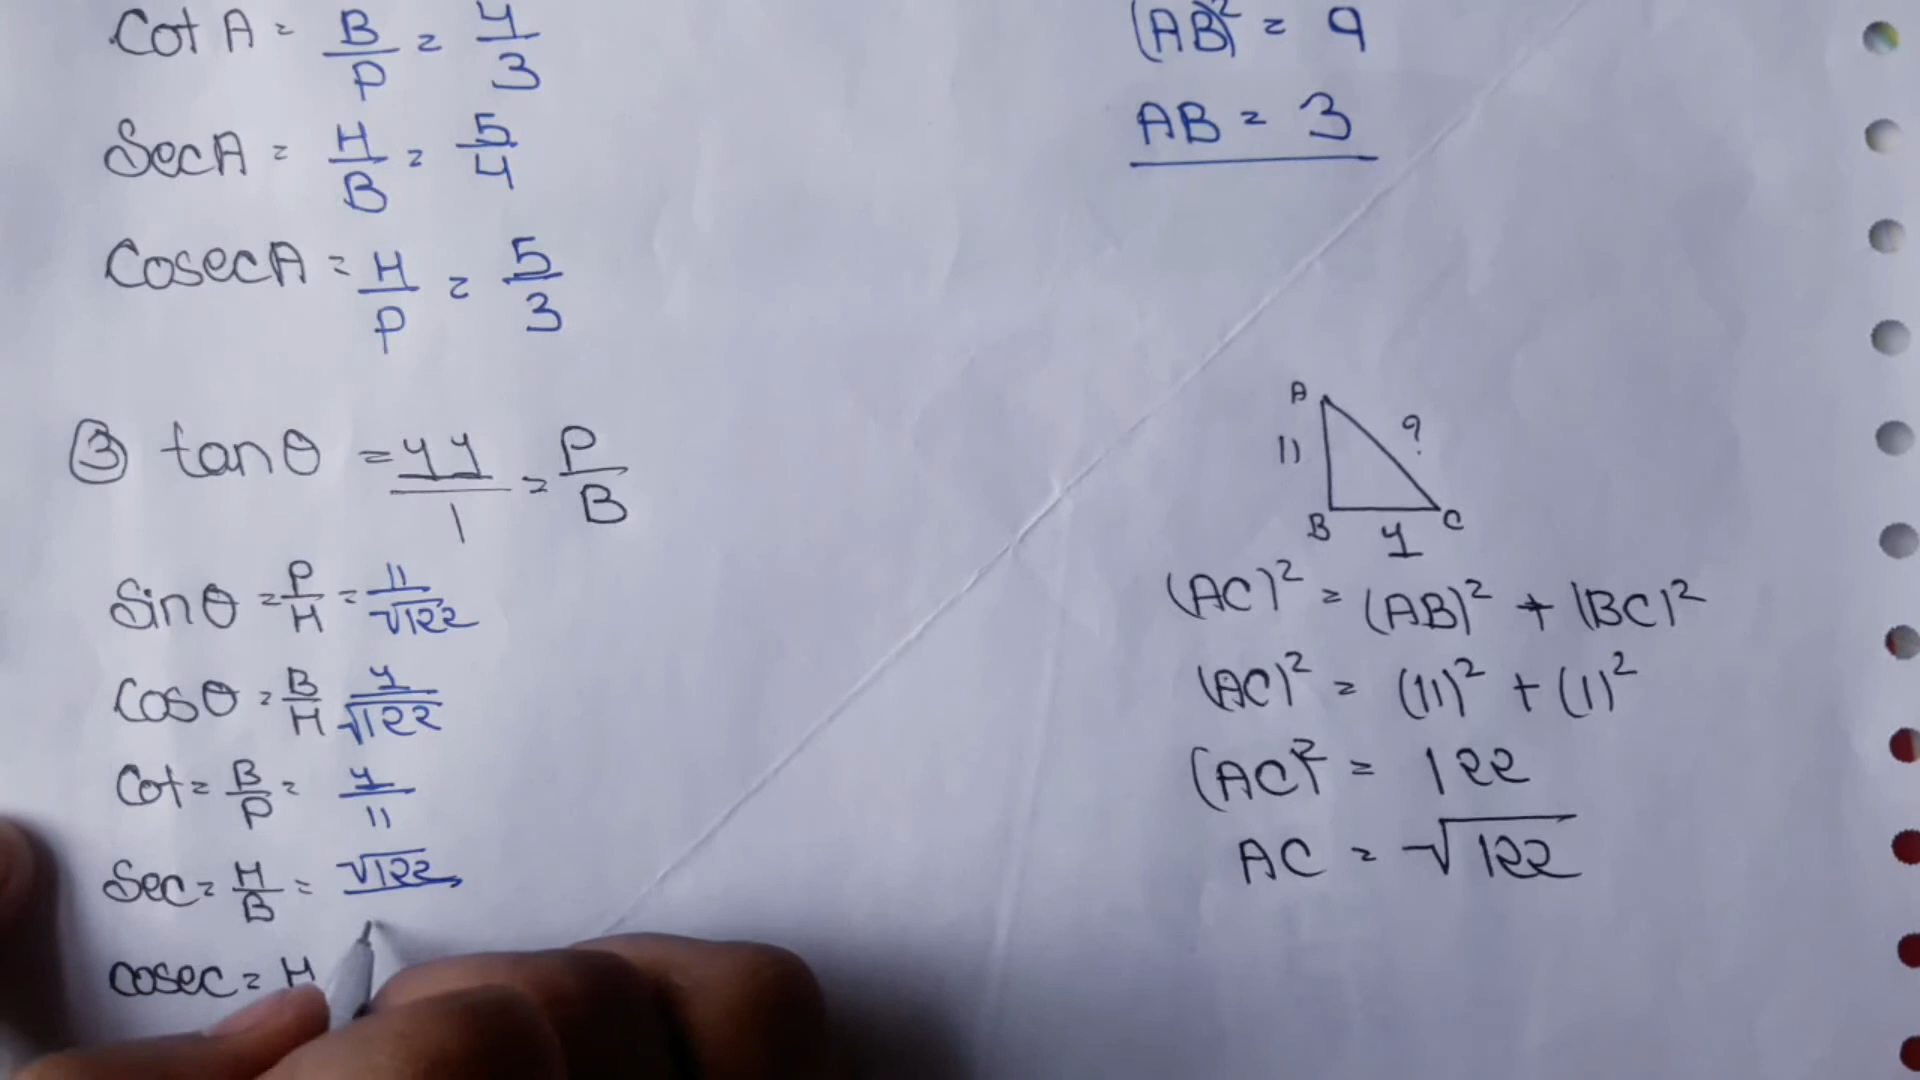 Cot A = B/P = 4/3
Sec A = H/B = 5/4
Cosec A = H/P = 5/3
(AB)² = 9
AB = 3
③ tan θ = 11/1 = P/B
Sin θ = P/H = 11/√122
Cos θ = B/H 1/√122
Cot = B/P = 1/11
Sec = H/B = √122
Cosec = H
A
11 ?
B 1 C
(AC)² = (AB)² + (BC)²
(AC)² = (11)² + (1)²
(AC)² = 122
AC = √122